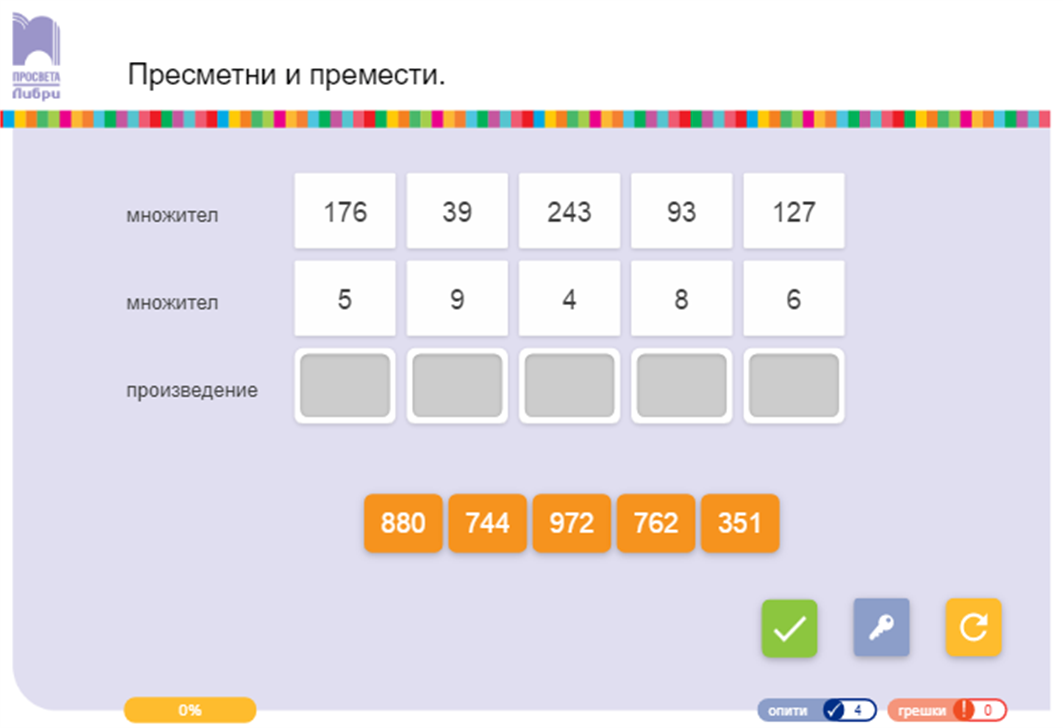 ПРОСВЕТА
Либри
Пресметни и премести.
множител 176 39 243 93 127
множител 5 9 4 8 6
произведение
880 744 972 762 351
0%
опити 4
грешки ! 0